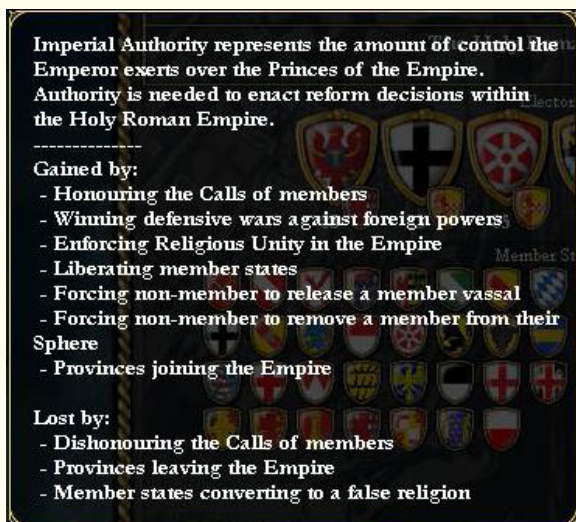 Imperial Authority represents the amount of control the
Emperor exerts over the Princes of the Empire.
Authority is needed to enact reform decisions within
the Holy Roman Empire.
--------------
Gained by:
- Honouring the Calls of members
- Winning defensive wars against foreign powers
- Enforcing Religious Unity in the Empire
- Liberating member states
- Forcing non-member to release a member vassal
- Forcing non-member to remove a member from their
Sphere
- Provinces joining the Empire
Lost by:
- Dishonouring the Calls of members
- Provinces leaving the Empire
- Member states converting to a false religion